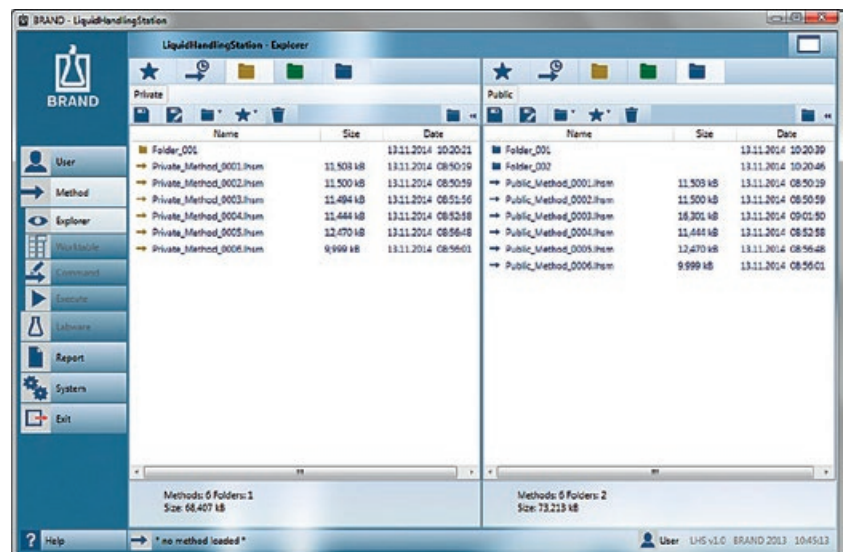 BRAND - LiquidHandlingStation
LiquidHandlingStation - Explorer
BRAND
User
Method
Explorer
Worktable
Command
Execute
Labware
Report
System
Exit
Help
Private
Name Size Date
Folder_001 13.11.2014 10:20:21
Private_Method_0001.lhsm 11,503 kB 13.11.2014 08:50:19
Private_Method_0002.lhsm 11,500 kB 13.11.2014 08:50:59
Private_Method_0003.lhsm 11,494 kB 13.11.2014 08:51:56
Private_Method_0004.lhsm 11,444 kB 13.11.2014 08:52:58
Private_Method_0005.lhsm 12,470 kB 13.11.2014 08:56:48
Private_Method_0006.lhsm 9,999 kB 13.11.2014 08:56:01
Methods: 6 Folders: 1
Size: 68,407 kB
Public
Name Size Date
Folder_001 13.11.2014 10:20:39
Folder_002 13.11.2014 10:20:46
Public_Method_0001.lhsm 11,503 kB 13.11.2014 08:50:19
Public_Method_0002.lhsm 11,500 kB 13.11.2014 08:50:59
Public_Method_0003.lhsm 16,301 kB 13.11.2014 09:01:50
Public_Method_0004.lhsm 11,444 kB 13.11.2014 08:52:58
Public_Method_0005.lhsm 12,470 kB 13.11.2014 08:56:48
Public_Method_0006.lhsm 9,999 kB 13.11.2014 08:56:01
Methods: 6 Folders: 2
Size: 73,213 kB
* no method loaded *
User LHS v1.0 BRAND 2013 10:45:13